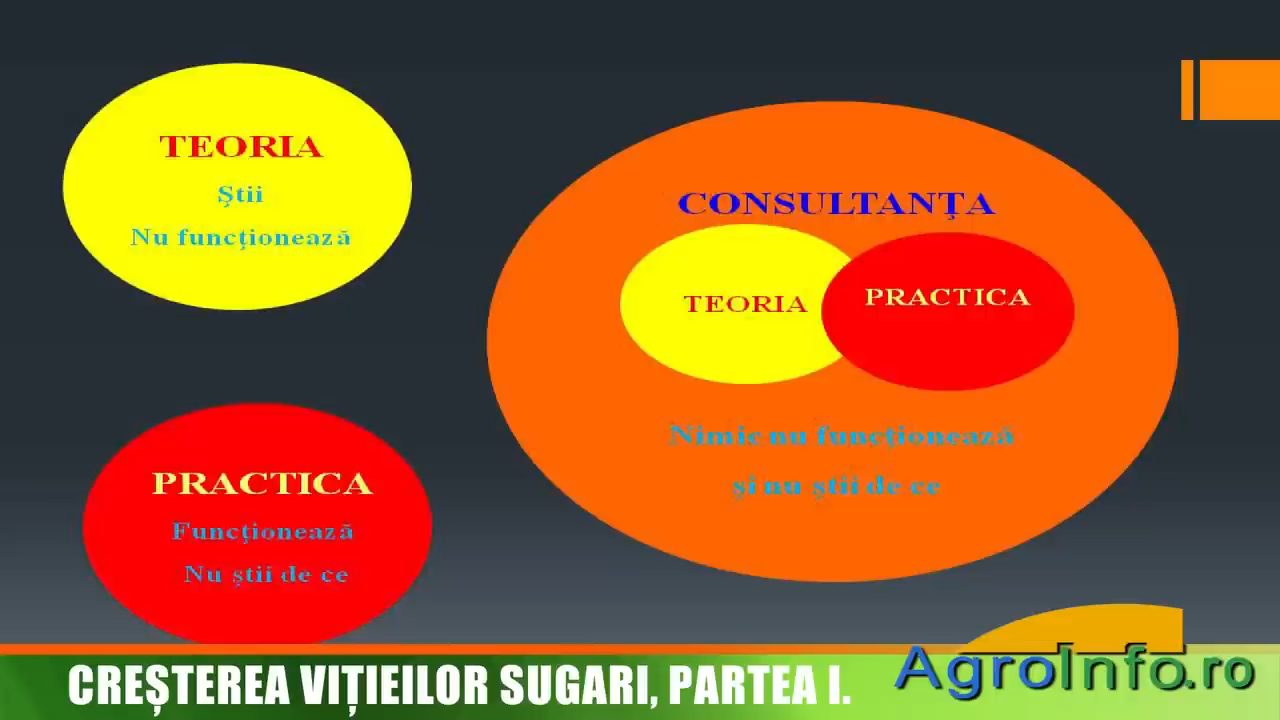 TEORIA
Ştii
Nu funcţionează
PRACTICA
Funcţionează
Nu știi de ce
CONSULTANŢA
TEORIA
PRACTICA
Nimic nu funcţionează
şi nu ştii de ce
CREȘTEREA VIȚIEILOR SUGARI, PARTEA I.
AgroInfo.ro